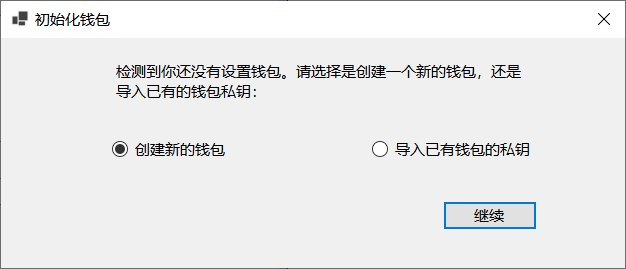 初始化钱包
检测到你还没有设置钱包。请选择是创建一个新的钱包，还是
导入已有的钱包私钥：
创建新的钱包
导入已有钱包的私钥
继续